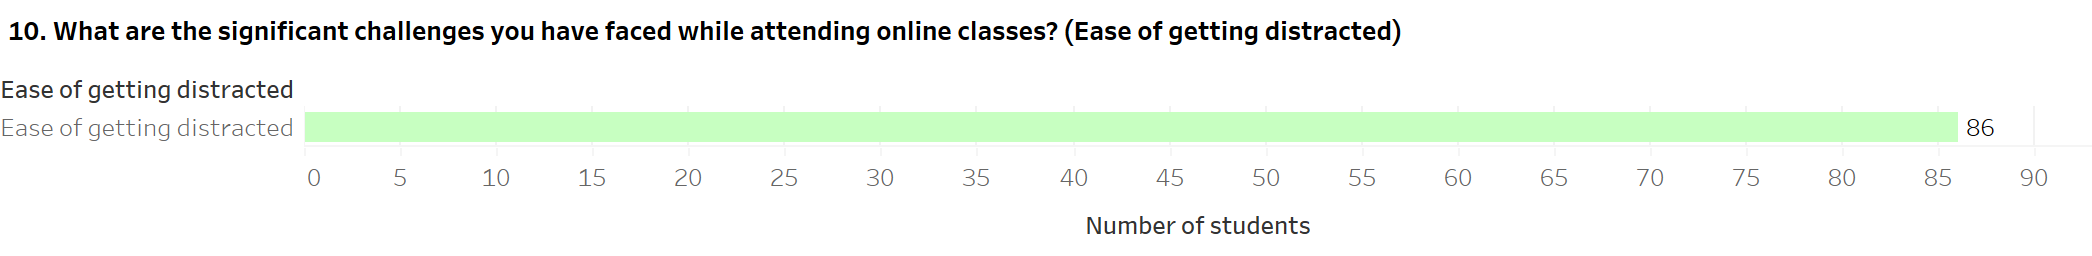 10. What are the significant challenges you have faced while attending online classes? (Ease of getting distracted)
Ease of getting distracted
Ease of getting distracted 86
0 5 10 15 20 25 30 35 40 45 50 55 60 65 70 75 80 85 90
Number of students